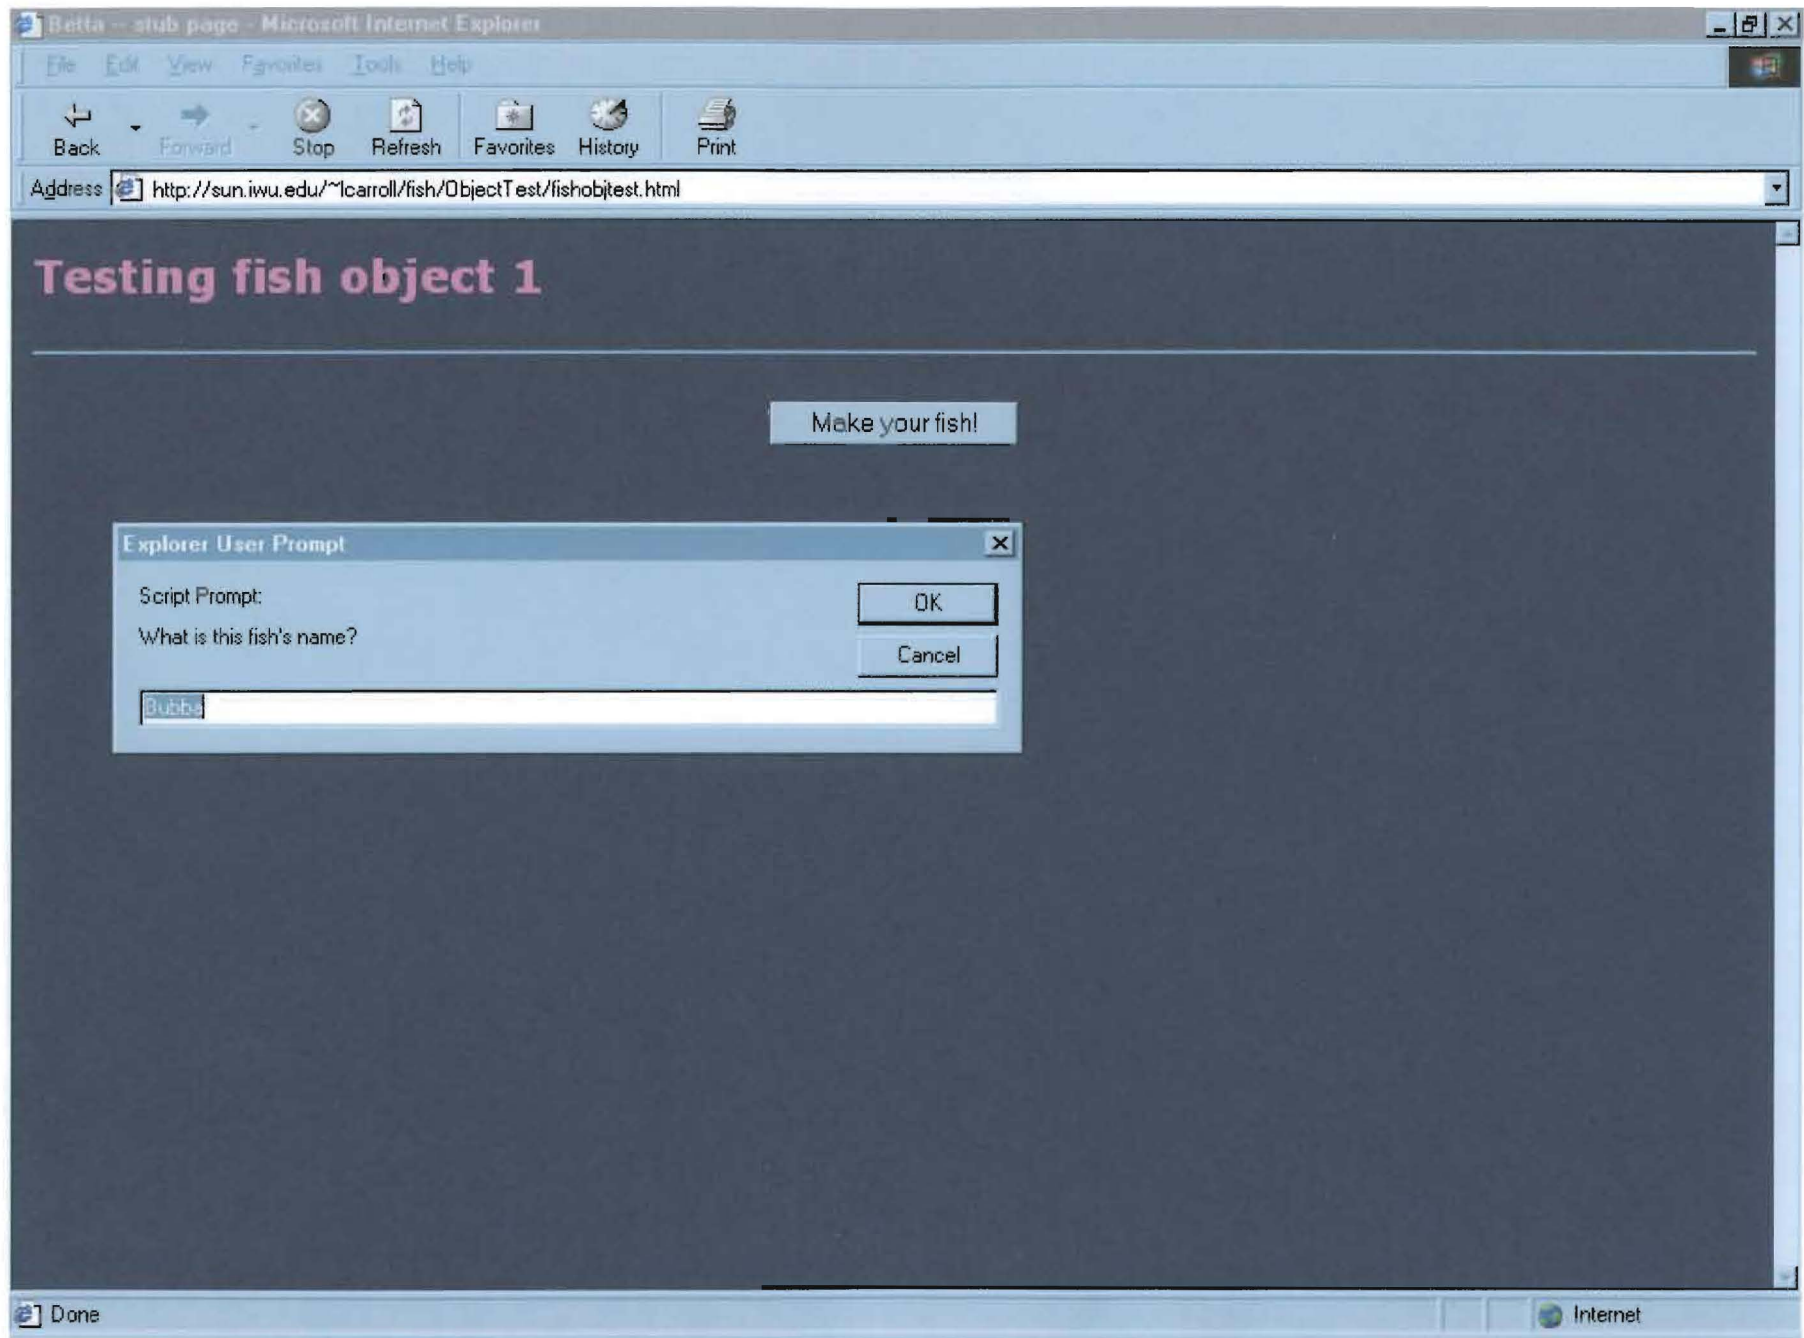 Betta -- stub page - Microsoft Internet Explorer
File Edit View Favorites Tools Help
Back Forward Stop Refresh Favorites History Print
Address http://sun.iwu.edu/~lcarroll/fish/ObjectTest/fishobjtest.html
Testing fish object 1
Make your fish!
Explorer User Prompt
Script Prompt:
OK
What is this fish's name?
Cancel
Bubba
Done
Internet